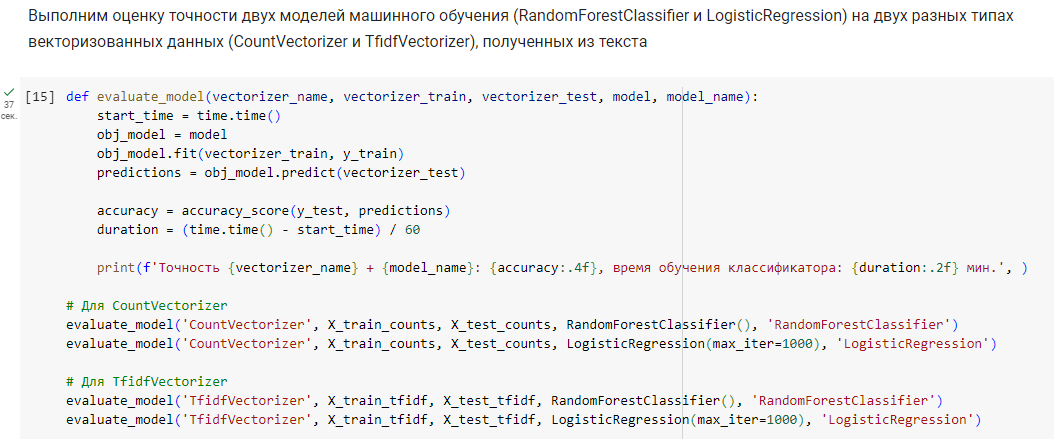 Выполним оценку точности двух моделей машинного обучения (RandomForestClassifier и LogisticRegression) на двух разных типах
векторизованных данных (CountVectorizer и TfidfVectorizer), полученных из текста
[15] def evaluate_model(vectorizer_name, vectorizer_train, vectorizer_test, model, model_name):
37
сек.
start_time = time.time()
obj_model = model
obj_model.fit(vectorizer_train, y_train)
predictions = obj_model.predict(vectorizer_test)
accuracy = accuracy_score(y_test, predictions)
duration = (time.time() - start_time) / 60
print(f'Точность {vectorizer_name} + {model_name}: {accuracy:.4f}, время обучения классификатора: {duration:.2f} мин.', )
# Для CountVectorizer
evaluate_model('CountVectorizer', X_train_counts, X_test_counts, RandomForestClassifier(), 'RandomForestClassifier')
evaluate_model('CountVectorizer', X_train_counts, X_test_counts, LogisticRegression(max_iter=1000), 'LogisticRegression')
# Для TfidfVectorizer
evaluate_model('TfidfVectorizer', X_train_tfidf, X_test_tfidf, RandomForestClassifier(), 'RandomForestClassifier')
evaluate_model('TfidfVectorizer', X_train_tfidf, X_test_tfidf, LogisticRegression(max_iter=1000), 'LogisticRegression')